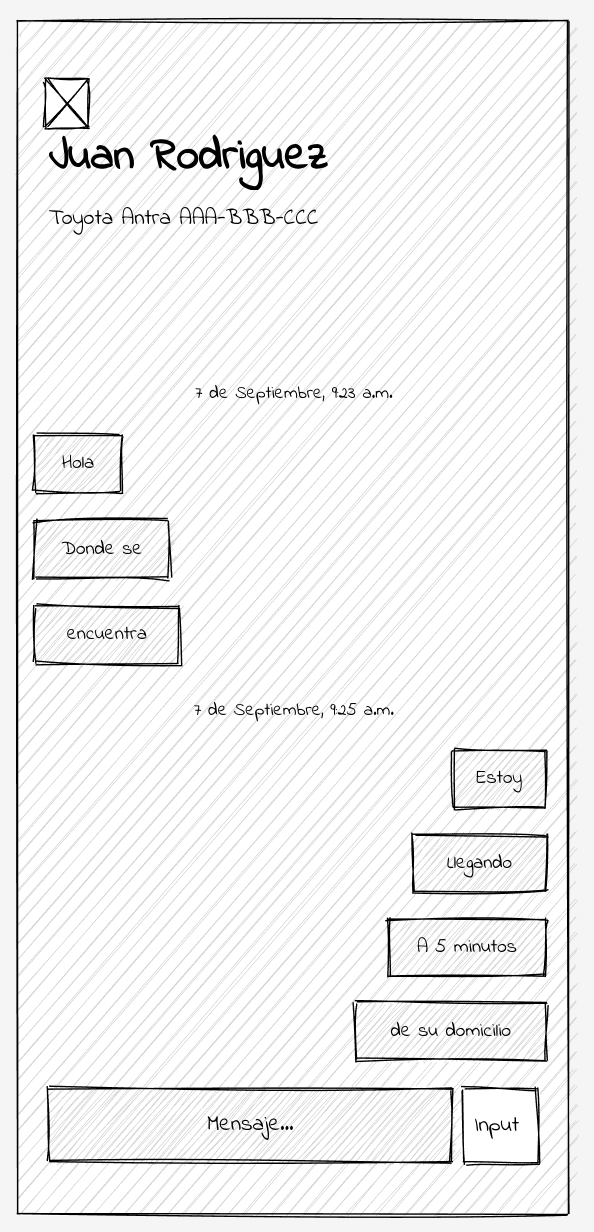 Juan Rodriguez
Toyota Antra AAA-BBB-CCC
7 de Septiembre, 9:23 a.m.
Hola
Donde se
encuentra
7 de Septiembre, 9:25 a.m.
Estoy
Llegando
A 5 minutos
de su domicilio
Mensaje...
Input